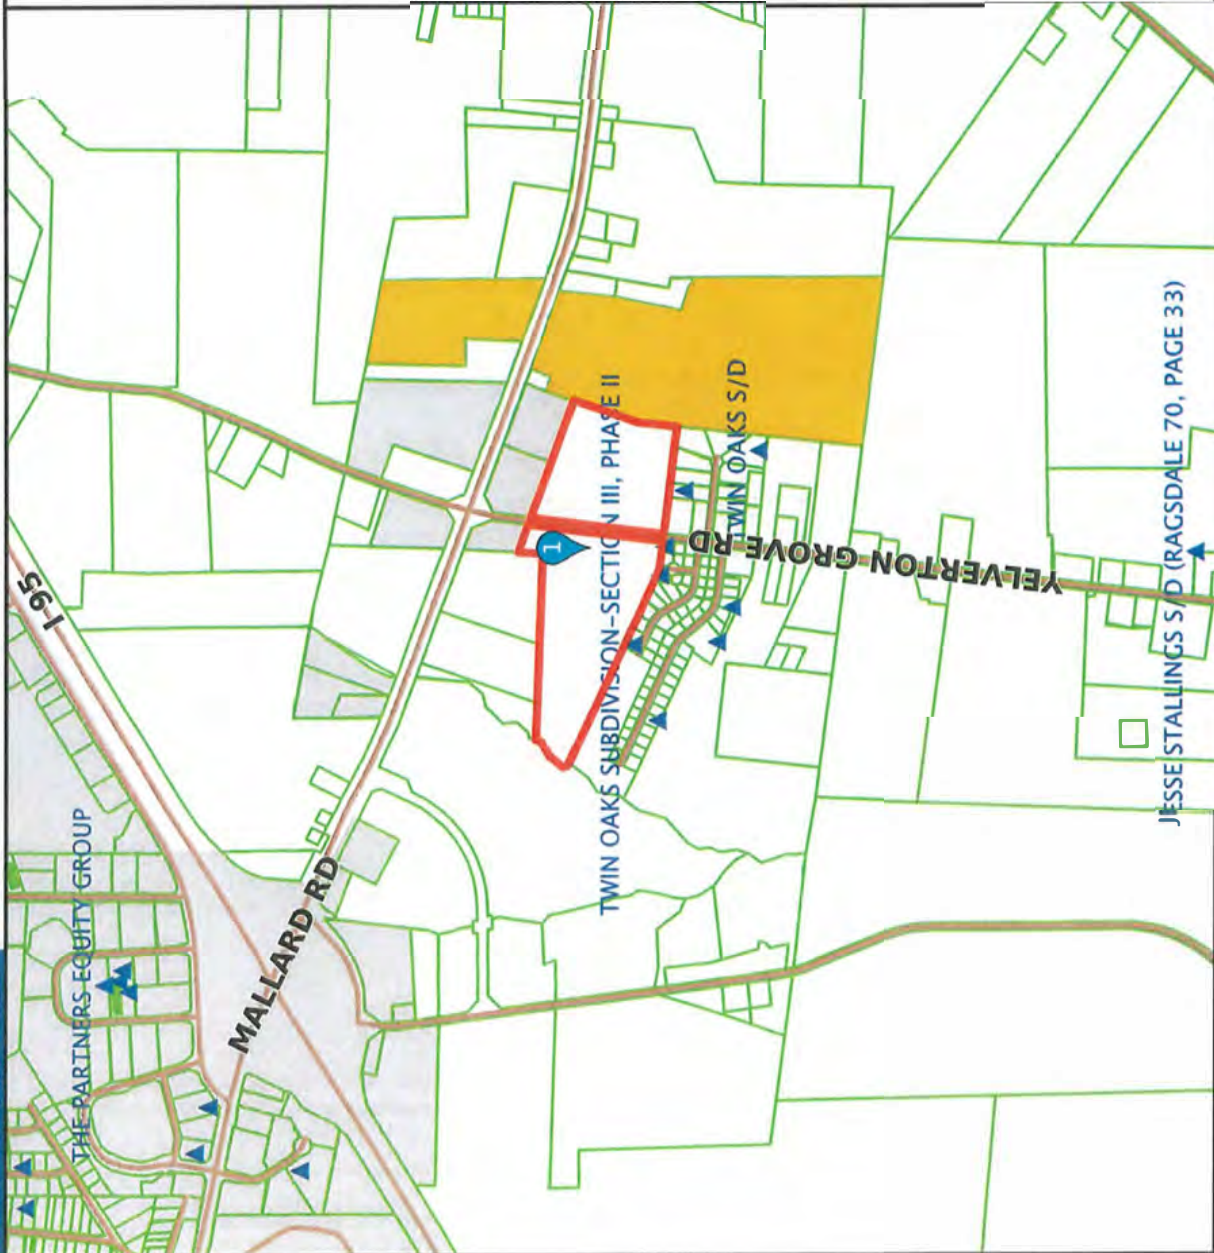 I 95
THE PARTNERS EQUITY GROUP
MALLARD RD
1
TWIN OAKS SUBDIVISION-SECTION III, PHASE II
TWIN OAKS S/D
YELVERTON GROVE RD
JESSE STALLINGS S/D (RAGSDALE 70, PAGE 33)